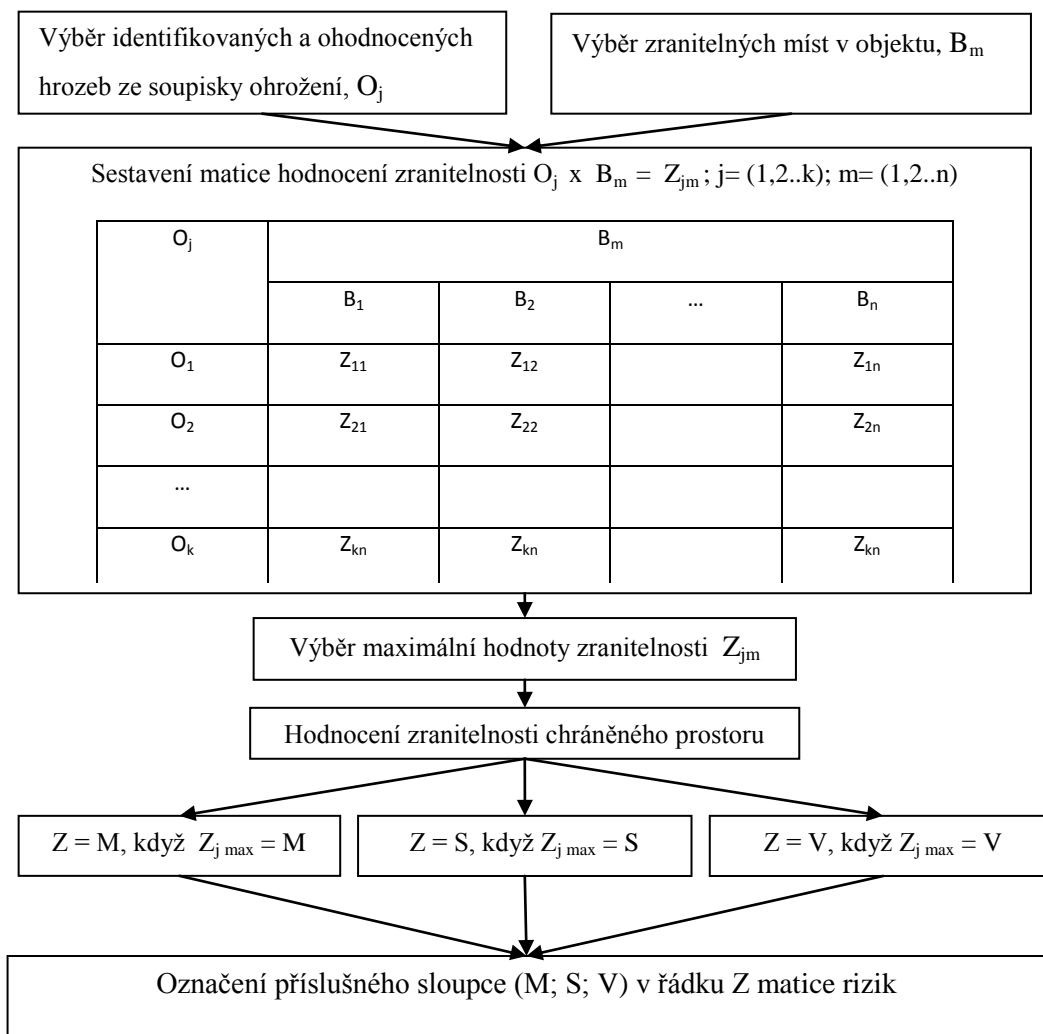 Výběr identifikovaných a ohodnocených
hrozeb ze soupisky ohrožení, Oj
Výběr zranitelných míst v objektu, Bm
Sestavení matice hodnocení zranitelnosti Oj x Bm = Zjm ; j= (1,2..k); m= (1,2..n)
Oj Bm
B1 B2 ... Bn
O1 Z11 Z12 Z1n
O2 Z21 Z22 Z2n
...
Ok Zkn Zkn Zkn
Výběr maximální hodnoty zranitelnosti Zjm
Hodnocení zranitelnosti chráněného prostoru
Z = M, když Zj max = M
Z = S, když Zj max = S
Z = V, když Zj max = V
Označení příslušného sloupce (M; S; V) v řádku Z matice rizik